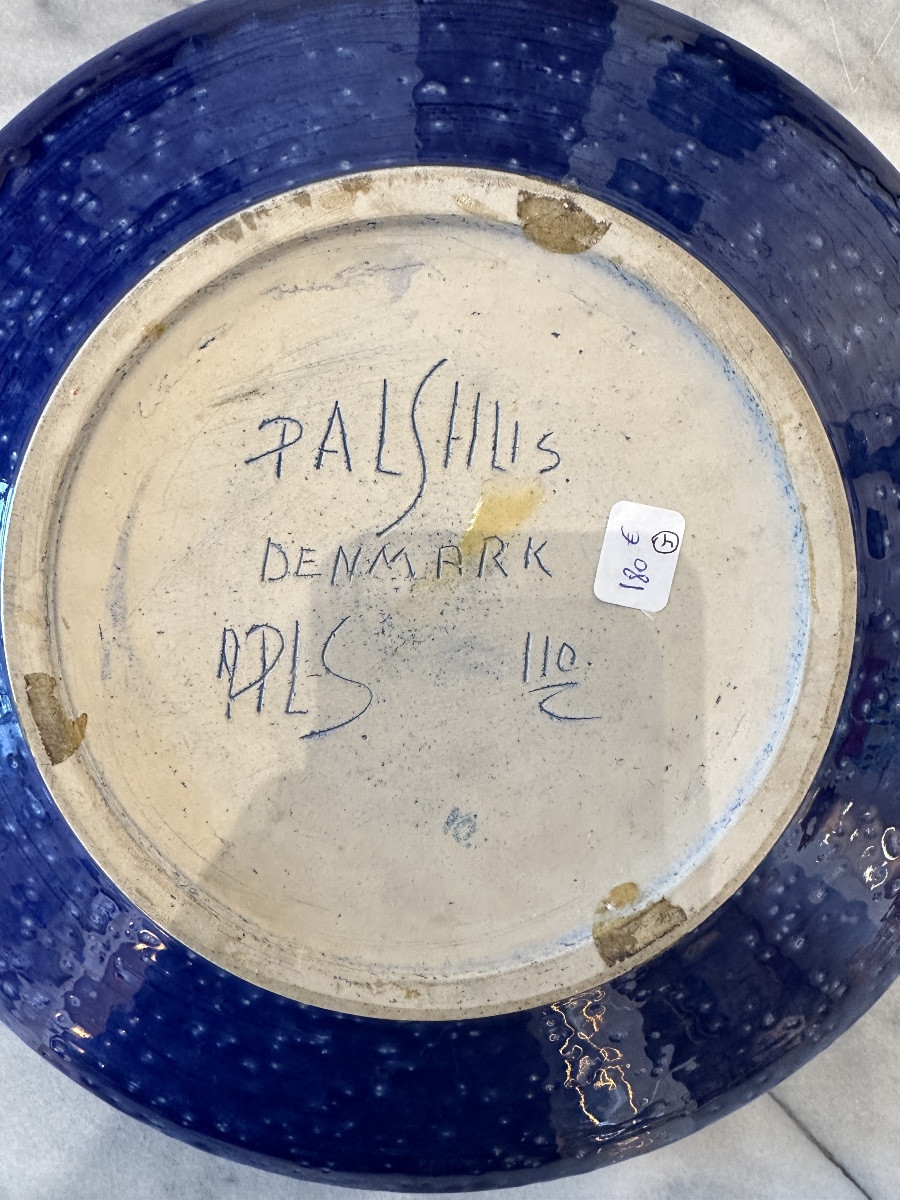 PALSHUS
DENMARK
APLS 110
C
180 €
10.